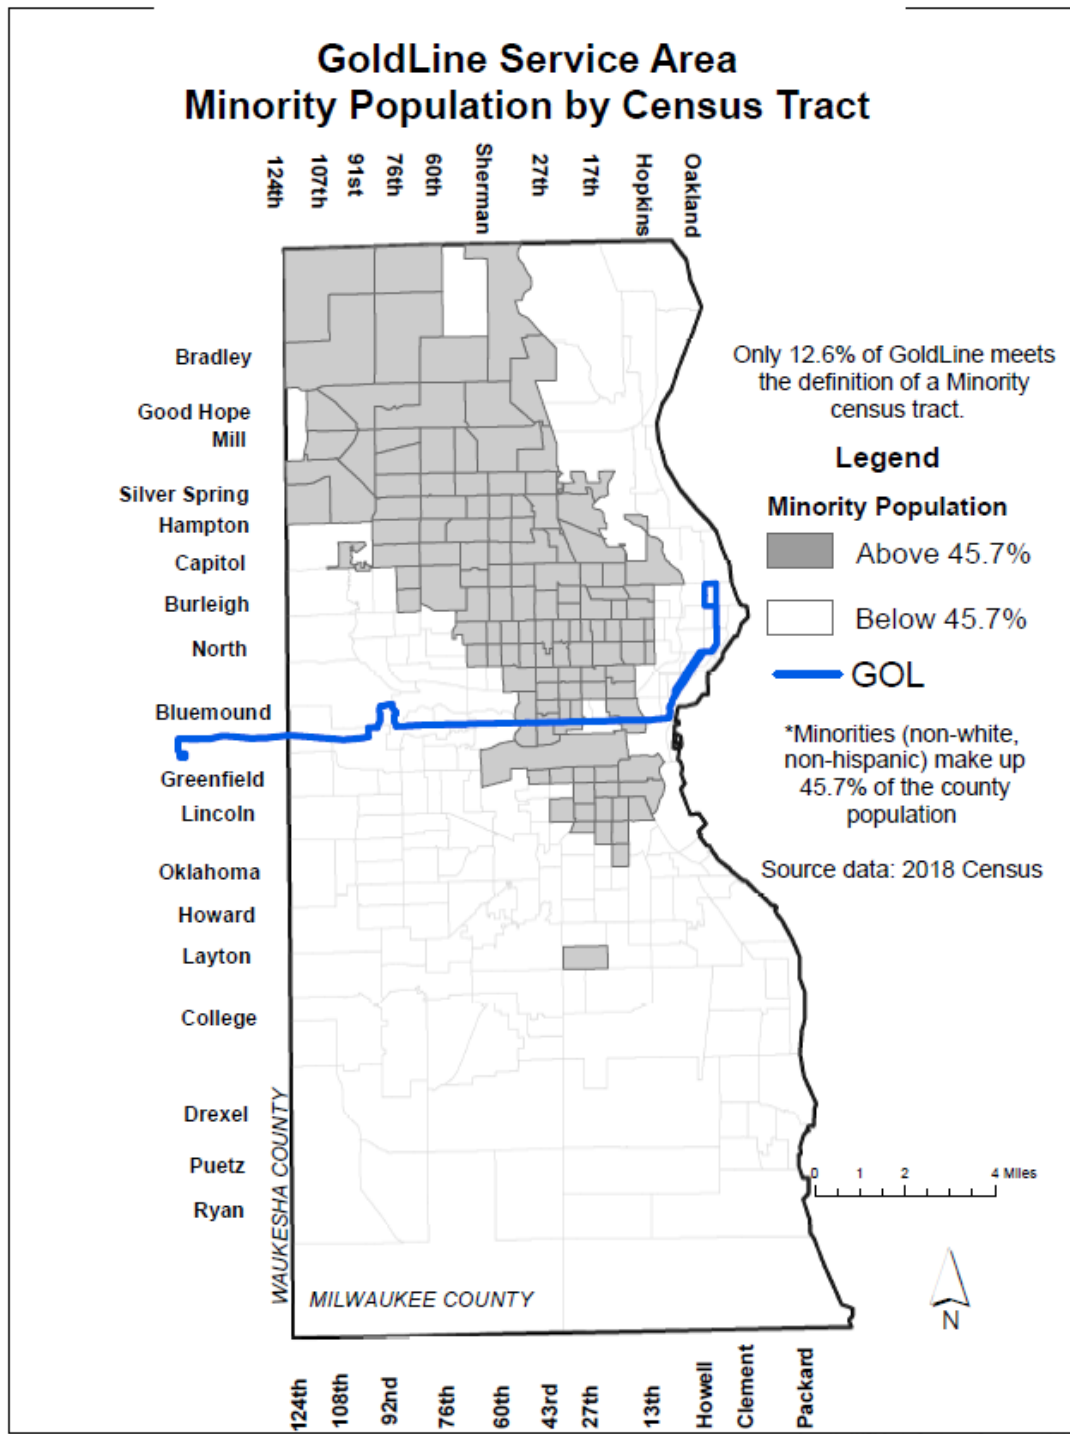 GoldLine Service Area
Minority Population by Census Tract
124th
107th
91st
76th
60th
Sherman
27th
17th
Hopkins
Oakland
Bradley
Good Hope
Mill
Silver Spring
Hampton
Capitol
Burleigh
North
Bluemound
Greenfield
Lincoln
Oklahoma
Howard
Layton
College
Drexel
Puetz
Ryan
Only 12.6% of GoldLine meets
the definition of a Minority
census tract.
Legend
Minority Population
Above 45.7%
Below 45.7%
GOL
*Minorities (non-white,
non-hispanic) make up
45.7% of the county
population
Source data: 2018 Census
0 1 2 4 Miles
N
WAUKESHA COUNTY
MILWAUKEE COUNTY
124th
108th
92nd
76th
60th
43rd
27th
13th
Howell
Clement
Packard